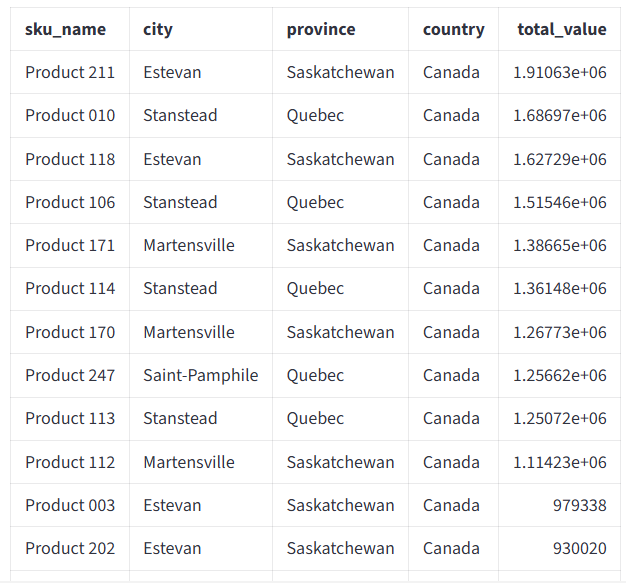 sku_name city province country total_value
Product 211 Estevan Saskatchewan Canada 1.91063e+06
Product 010 Stanstead Quebec Canada 1.68697e+06
Product 118 Estevan Saskatchewan Canada 1.62729e+06
Product 106 Stanstead Quebec Canada 1.51546e+06
Product 171 Martensville Saskatchewan Canada 1.38665e+06
Product 114 Stanstead Quebec Canada 1.36148e+06
Product 170 Martensville Saskatchewan Canada 1.26773e+06
Product 247 Saint-Pamphile Quebec Canada 1.25662e+06
Product 113 Stanstead Quebec Canada 1.25072e+06
Product 112 Martensville Saskatchewan Canada 1.11423e+06
Product 003 Estevan Saskatchewan Canada 979338
Product 202 Estevan Saskatchewan Canada 930020